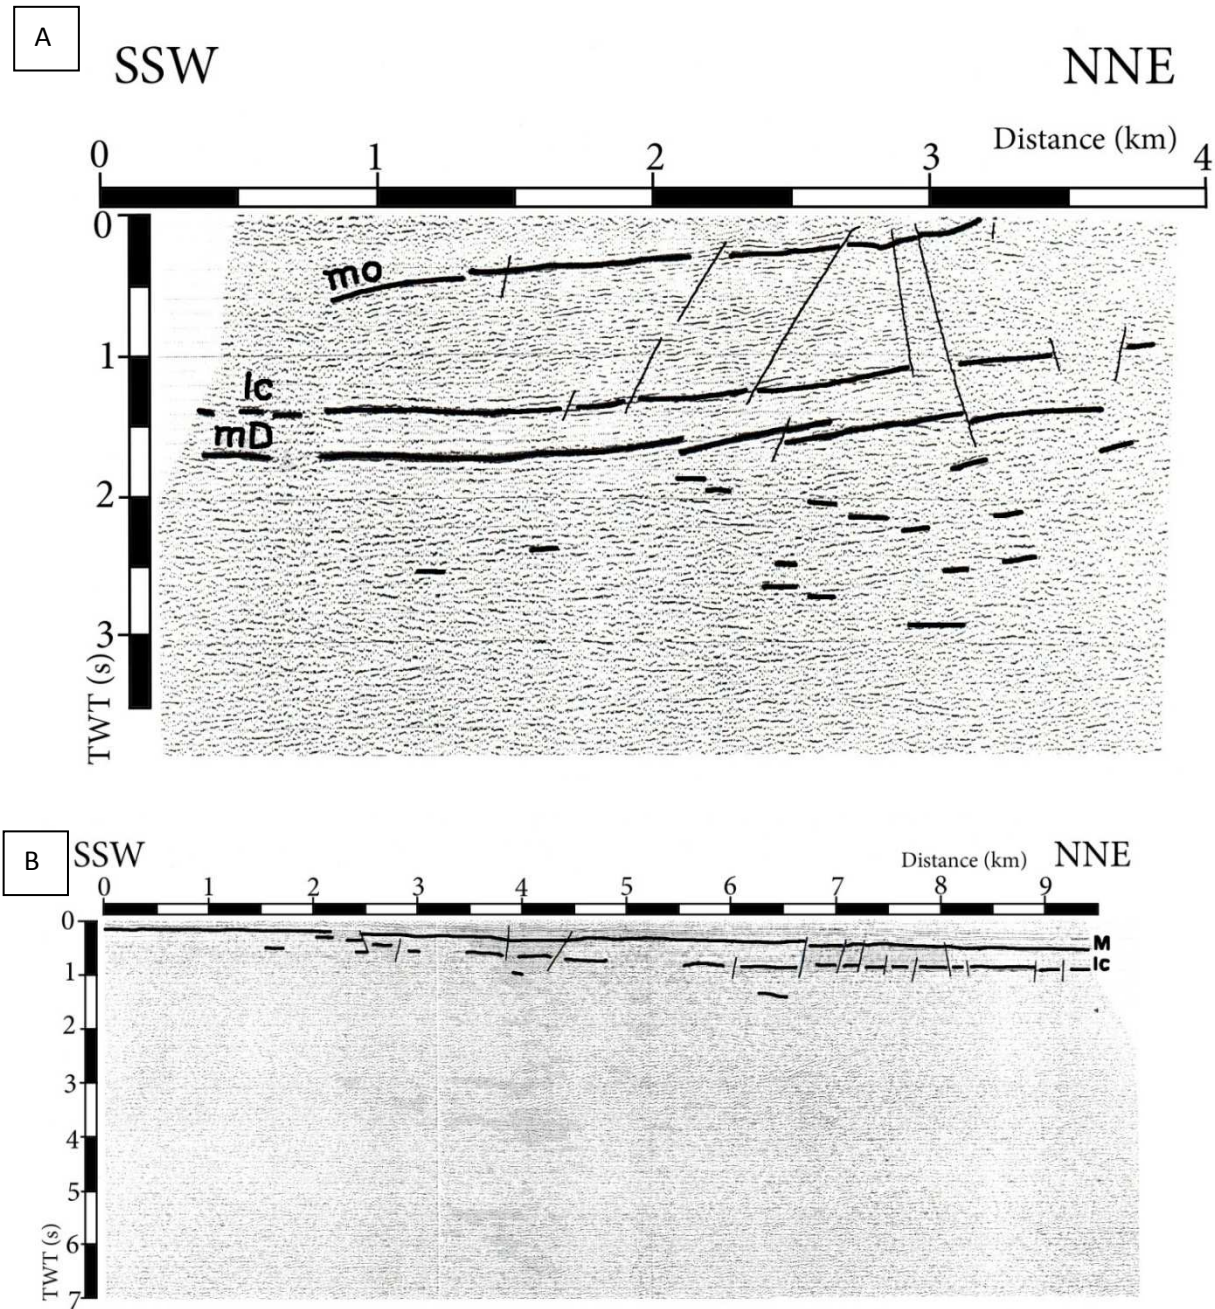 A
SSW NNE
Distance (km)
0 1 2 3 4
0
mo
1
lc
mD
2
3
TWT (s)
B
SSW Distance (km) NNE
0 1 2 3 4 5 6 7 8 9
0
M
lc
1
2
3
4
5
6
7
TWT (s)